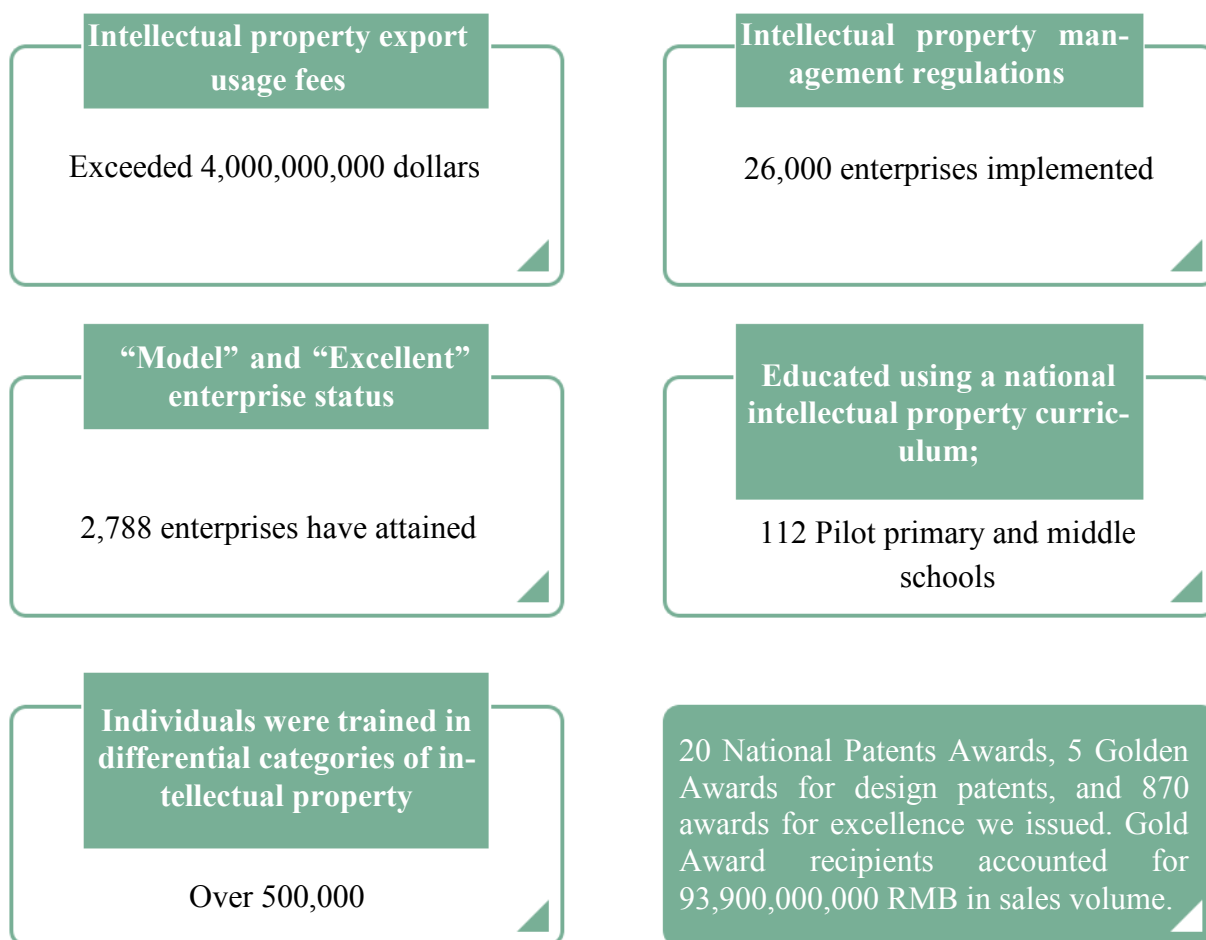 Intellectual property export
usage fees
Exceeded 4,000,000,000 dollars
Intellectual property man-
agement regulations
26,000 enterprises implemented
“Model” and “Excellent”
enterprise status
2,788 enterprises have attained
Educated using a national
intellectual property curric-
ulum;
112 Pilot primary and middle
schools
Individuals were trained in
differential categories of in-
tellectual property
Over 500,000
20 National Patents Awards, 5 Golden
Awards for design patents, and 870
awards for excellence we issued. Gold
Award recipients accounted for
93,900,000,000 RMB in sales volume.